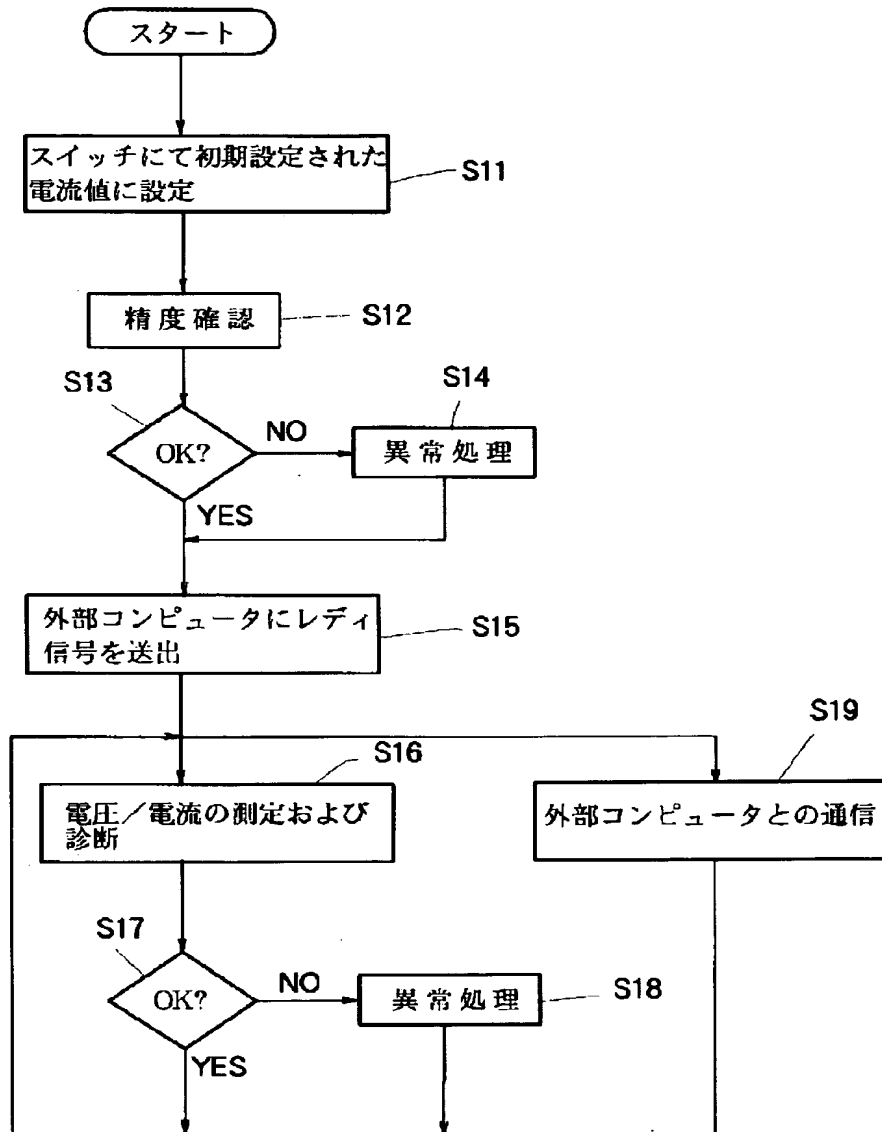 スタート
スイッチにて初期設定された
電流値に設定
S11
精度確認
S12
S13
OK?
NO
YES
S14
異常処理
外部コンピュータにレディ
信号を送出
S15
S16
電圧/電流の測定および
診断
S19
外部コンピュータとの通信
S17
OK?
NO
YES
異常処理
S18